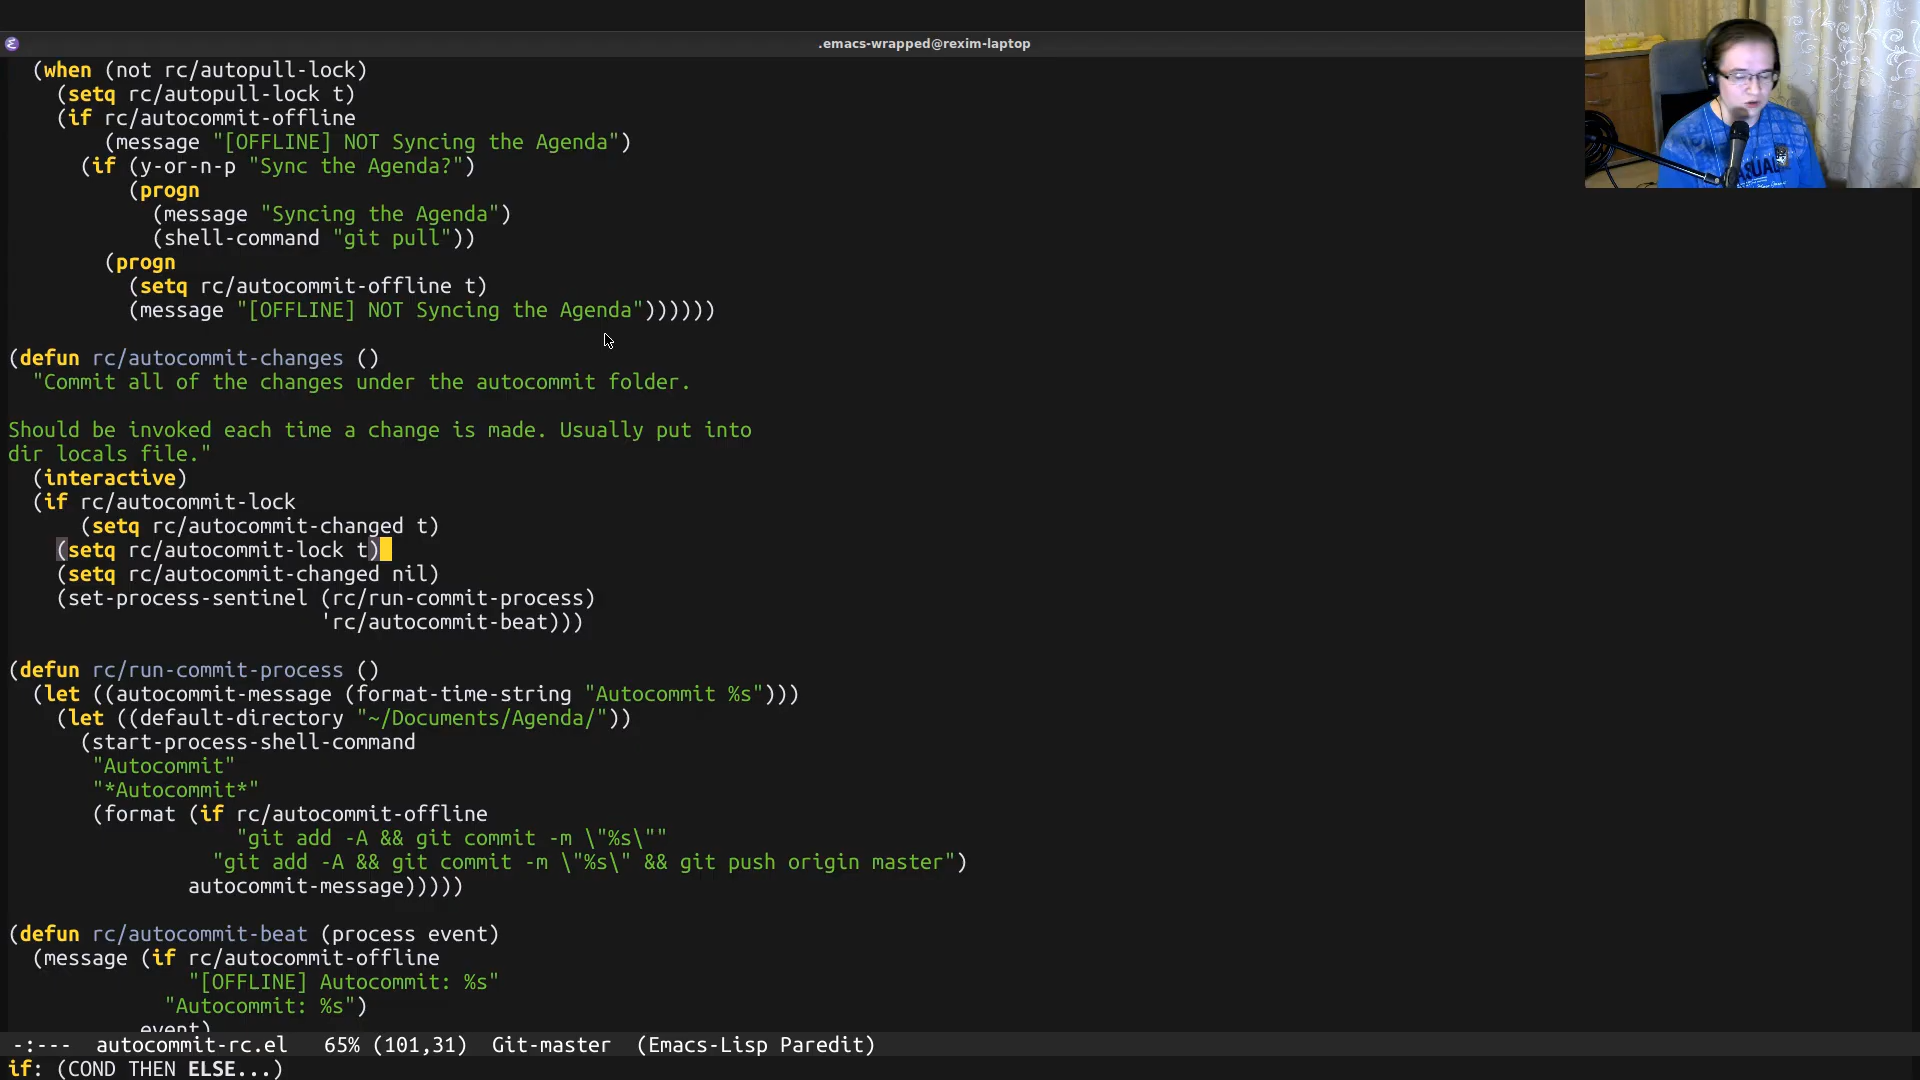 .emacs-wrapped@rexim-laptop
(when (not rc/autopull-lock)
(setq rc/autopull-lock t)
(if rc/autocommit-offline
(message "[OFFLINE] NOT Syncing the Agenda")
(if (y-or-n-p "Sync the Agenda?")
(progn
(message "Syncing the Agenda")
(shell-command "git pull"))
(progn
(setq rc/autocommit-offline t)
(message "[OFFLINE] NOT Syncing the Agenda"))))))
(defun rc/autocommit-changes ()
"Commit all of the changes under the autocommit folder.
Should be invoked each time a change is made. Usually put into
dir locals file."
(interactive)
(if rc/autocommit-lock
(setq rc/autocommit-changed t)
(setq rc/autocommit-lock t)
(setq rc/autocommit-changed nil)
(set-process-sentinel (rc/run-commit-process)
'rc/autocommit-beat)))
(defun rc/run-commit-process ()
(let ((autocommit-message (format-time-string "Autocommit %s")))
(let ((default-directory "~/Documents/Agenda/"))
(start-process-shell-command
"Autocommit"
"*Autocommit*"
(format (if rc/autocommit-offline
"git add -A && git commit -m \"%s\""
"git add -A && git commit -m \"%s\" && git push origin master")
autocommit-message)))))
(defun rc/autocommit-beat (process event)
(message (if rc/autocommit-offline
"[OFFLINE] Autocommit: %s"
"Autocommit: %s")
event)
-:--- autocommit-rc.el 65% (101,31) Git-master (Emacs-Lisp Paredit)
if: (COND THEN ELSE...)